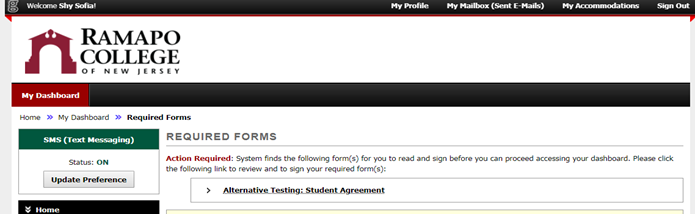 Welcome Shy Sofia!
My Profile
My Mailbox (Sent E-Mails)
My Accommodations
Sign Out
RAMAPO
COLLEGE
OF NEW JERSEY
My Dashboard
Home » My Dashboard » Required Forms
SMS (Text Messaging)
Status: ON
Update Preference
Home
REQUIRED FORMS
Action Required: System finds the following form(s) for you to read and sign before you can proceed accessing your dashboard. Please click
the following link to review and to sign your required form(s):
Alternative Testing: Student Agreement